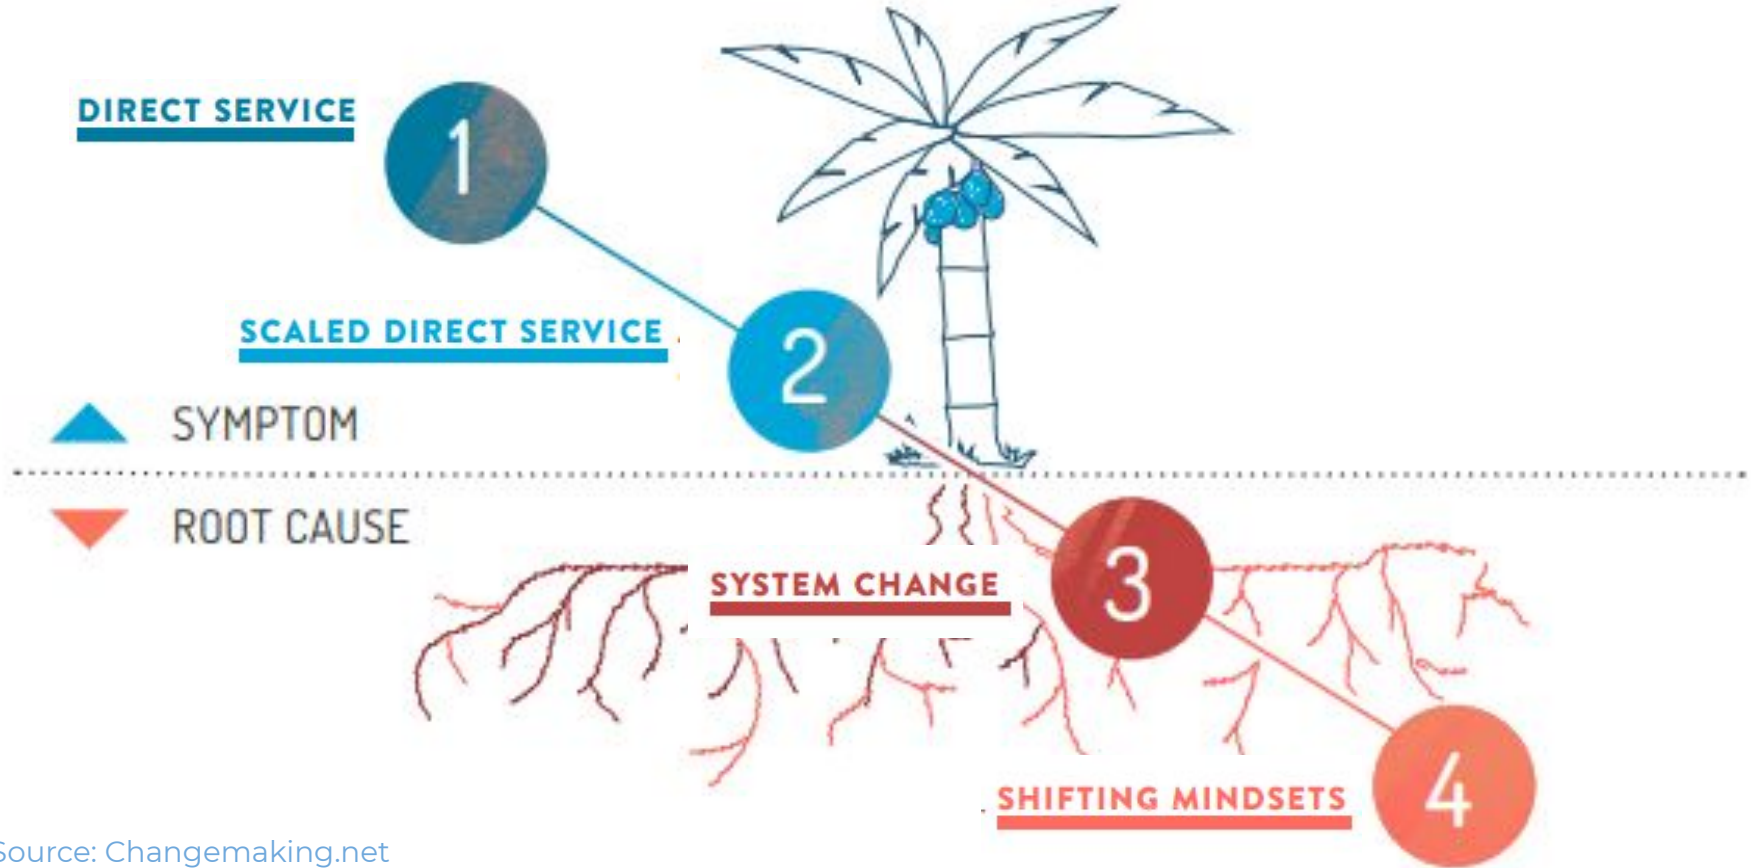 DIRECT SERVICE
1
SCALED DIRECT SERVICE
2
SYMPTOM
ROOT CAUSE
SYSTEM CHANGE
3
SHIFTING MINDSETS
4
Source: Changemaking.net